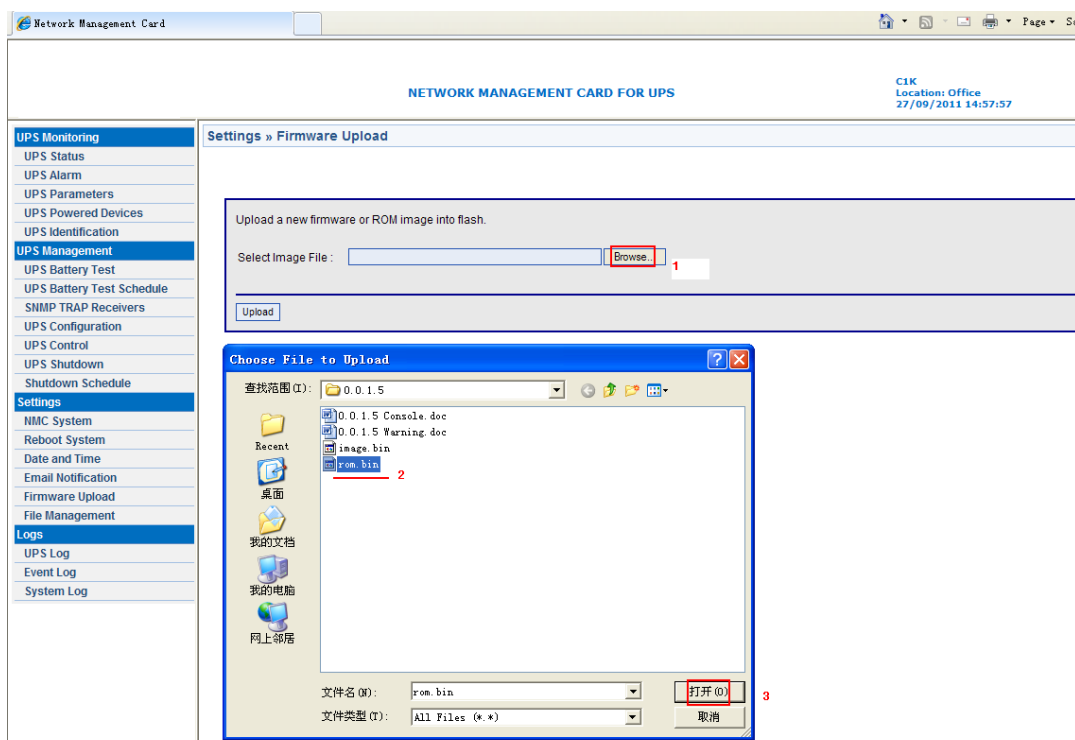 Network Management Card
Page
NETWORK MANAGEMENT CARD FOR UPS
C1K
Location: Office
27/09/2011 14:57:57
UPS Monitoring
UPS Status
UPS Alarm
UPS Parameters
UPS Powered Devices
UPS Identification
UPS Management
UPS Battery Test
UPS Battery Test Schedule
SNMP TRAP Receivers
UPS Configuration
UPS Control
UPS Shutdown
Shutdown Schedule
Settings
NMC System
Reboot System
Date and Time
Email Notification
Firmware Upload
File Management
Logs
UPS Log
Event Log
System Log
Settings » Firmware Upload
Upload a new firmware or ROM image into flash.
Select Image File : Browse.. 1
Upload
Choose File to Upload
查找范围(I): 0.0.1.5
Recent
桌面
我的文档
我的电脑
网上邻居
0.0.1.5 Console.doc
0.0.1.5 Warning.doc
image.bin
rom.bin
2
文件名(N): rom.bin 打开(O) 3
文件类型(T): All Files (*.*) 取消